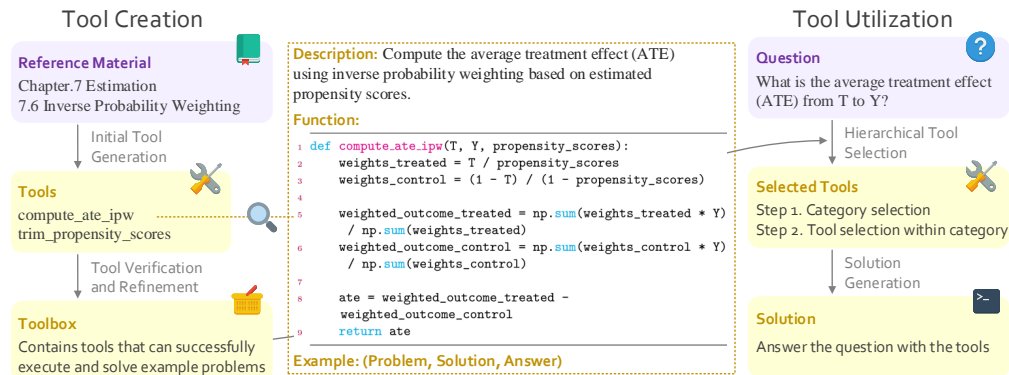 Tool Creation
Reference Material
Chapter.7 Estimation
7.6 Inverse Probability Weighting
Initial Tool
Generation
Tools
compute_ate_ipw
trim_propensity_scores
Tool Verification
and Refinement
Toolbox
Contains tools that can successfully
execute and solve example problems
Description: Compute the average treatment effect (ATE)
using inverse probability weighting based on estimated
propensity scores.
Function:
1 def compute_ate_ipw(T, Y, propensity_scores):
2 weights_treated = T / propensity_scores
3 weights_control = (1 - T) / (1 - propensity_scores)
4
5 weighted_outcome_treated = np.sum(weights_treated * Y)
/ np.sum(weights_treated)
6 weighted_outcome_control = np.sum(weights_control * Y)
/ np.sum(weights_control)
7
8 ate = weighted_outcome_treated -
weighted_outcome_control
9 return ate
Example: (Problem, Solution, Answer)
Tool Utilization
Question
What is the average treatment effect
(ATE) from T to Y?
Hierarchical Tool
Selection
Selected Tools
Step 1. Category selection
Step 2. Tool selection within category
Solution
Generation
>_
Solution
Answer the question with the tools